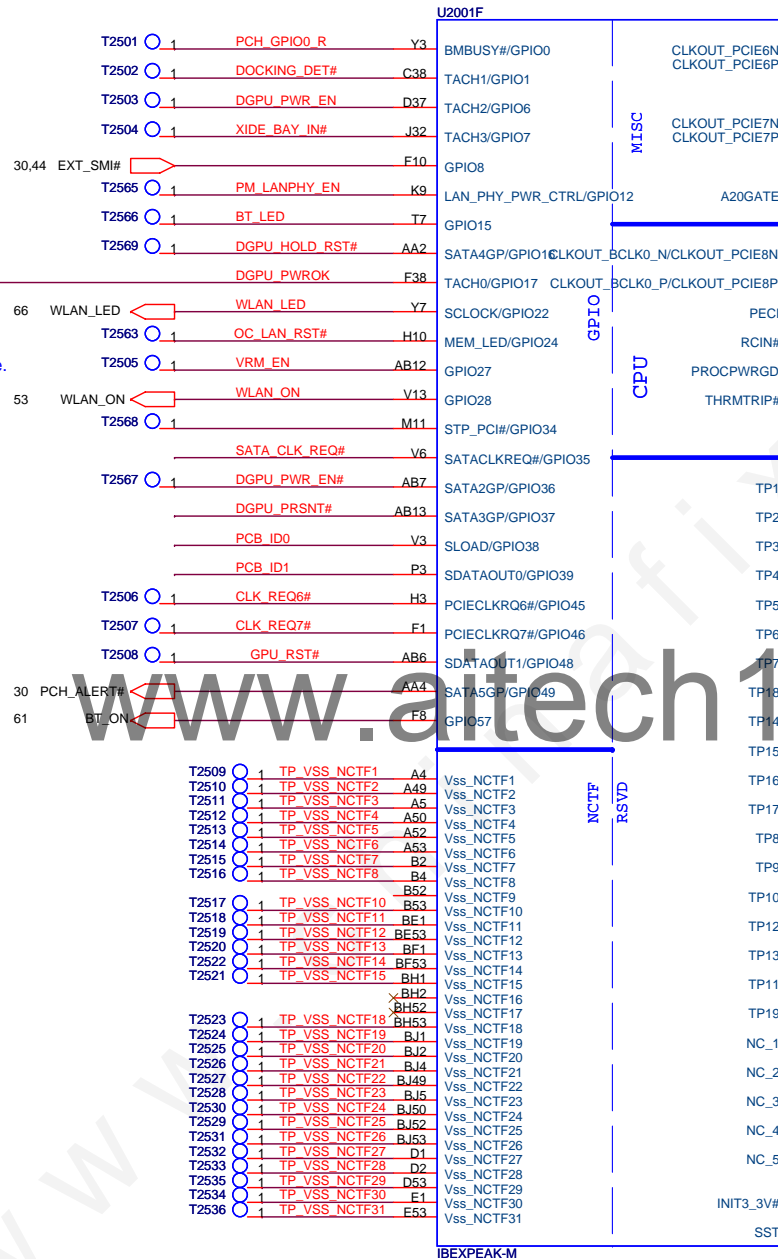 U2001F
T2501 1 PCH_GPIO0_R Y3 BMBUSY#/GPIO0 CLKOUT_PCIE6N
CLKOUT_PCIE6P
T2502 1 DOCKING_DET# C38 TACH1/GPIO1
T2503 1 DGPU_PWR_EN D37 TACH2/GPIO6
T2504 1 XIDE_BAY_IN# J32 TACH3/GPIO7 CLKOUT_PCIE7N
CLKOUT_PCIE7P
MISC
30,44 EXT_SMI# F10 GPIO8
T2565 1 PM_LANPHY_EN K9 LAN_PHY_PWR_CTRL/GPIO12 A20GATE
T2566 1 BT_LED T7 GPIO15
T2569 1 DGPU_HOLD_RST# AA2 SATA4GP/GPIO16 CLKOUT_BCLK0_N/CLKOUT_PCIE8N
DGPU_PWROK F38 TACH0/GPIO17 CLKOUT_BCLK0_P/CLKOUT_PCIE8P
66 WLAN_LED WLAN_LED Y7 SCLOCK/GPIO22 GPIO PECI
T2563 1 OC_LAN_RST# H10 MEM_LED/GPIO24 RCIN#
e.
T2505 1 VRM_EN AB12 GPIO27 CPU PROCPWRGD
53 WLAN_ON WLAN_ON V13 GPIO28 THRMTRIP#
T2568 1 M11 STP_PCI#/GPIO34
SATA_CLK_REQ# V6 SATACLKREQ#/GPIO35
T2567 1 DGPU_PWR_EN# AB7 SATA2GP/GPIO36 TP1
DGPU_PRSNT# AB13 SATA3GP/GPIO37 TP2
PCB_ID0 V3 SLOAD/GPIO38 TP3
PCB_ID1 P3 SDATAOUT0/GPIO39 TP4
T2506 1 CLK_REQ6# H3 PCIECLKRQ6#/GPIO45 TP5
T2507 1 CLK_REQ7# F1 PCIECLKRQ7#/GPIO46 TP6
T2508 1 GPU_RST# AB6 SDATAOUT1/GPIO48 TP7
30 PCH_ALERT# AA4 SATA5GP/GPIO49 TP18
61 BT_ON F8 GPIO57 TP14
www.aitech1
TP15
T2509 1 TP_VSS_NCTF1 A4 Vss_NCTF1 TP16
T2510 1 TP_VSS_NCTF2 A49 Vss_NCTF2
T2511 1 TP_VSS_NCTF3 A5 Vss_NCTF3 TP17
T2512 1 TP_VSS_NCTF4 A50 Vss_NCTF4
NCTF RSVD
T2513 1 TP_VSS_NCTF5 A52 Vss_NCTF5 TP8
T2514 1 TP_VSS_NCTF6 A53 Vss_NCTF6
T2515 1 TP_VSS_NCTF7 B2 Vss_NCTF7 TP9
T2516 1 TP_VSS_NCTF8 B4 Vss_NCTF8
B52 Vss_NCTF9 TP10
T2517 1 TP_VSS_NCTF10 B53 Vss_NCTF10
T2518 1 TP_VSS_NCTF11 BE1 Vss_NCTF11 TP12
T2519 1 TP_VSS_NCTF12 BE53 Vss_NCTF12
T2520 1 TP_VSS_NCTF13 BF1 Vss_NCTF13 TP13
T2522 1 TP_VSS_NCTF14 BF53 Vss_NCTF14
T2521 1 TP_VSS_NCTF15 BH1 Vss_NCTF15 TP11
BH2 Vss_NCTF16
BH52 Vss_NCTF17 TP19
T2523 1 TP_VSS_NCTF18 BH53 Vss_NCTF18
T2524 1 TP_VSS_NCTF19 BJ1 Vss_NCTF19 NC_1
T2525 1 TP_VSS_NCTF20 BJ2 Vss_NCTF20
T2526 1 TP_VSS_NCTF21 BJ4 Vss_NCTF21 NC_2
T2527 1 TP_VSS_NCTF22 BJ49 Vss_NCTF22
T2528 1 TP_VSS_NCTF23 BJ5 Vss_NCTF23 NC_3
T2530 1 TP_VSS_NCTF24 BJ50 Vss_NCTF24
T2529 1 TP_VSS_NCTF25 BJ52 Vss_NCTF25 NC_4
T2531 1 TP_VSS_NCTF26 BJ53 Vss_NCTF26
T2532 1 TP_VSS_NCTF27 D1 Vss_NCTF27 NC_5
T2533 1 TP_VSS_NCTF28 D2 Vss_NCTF28
T2535 1 TP_VSS_NCTF29 D53 Vss_NCTF29
T2534 1 TP_VSS_NCTF30 E1 Vss_NCTF30 INIT3_3V#
T2536 1 TP_VSS_NCTF31 E53 Vss_NCTF31
SST
IBEXPEAK-M